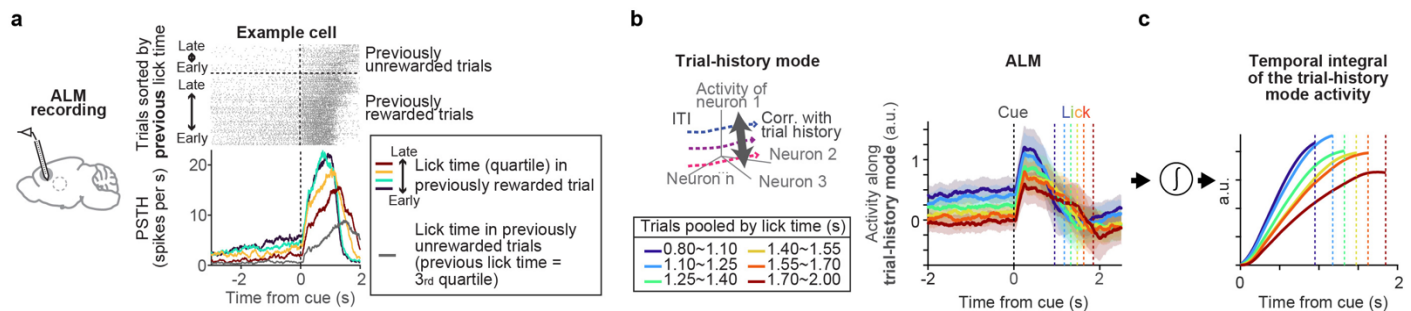 a
ALM
recording
Trials sorted by
previous lick time
Late
Early
Late
Early
Example cell
Previously
unrewarded trials
Previously
rewarded trials
PSTH
(spikes per s)
20
10
0
-3
-2
-1
0
1
2
Time from cue (s)
Late
Early
Lick time (quartile) in
previously rewarded trial
Lick time in previously
unrewarded trials
(previous lick time =
3rd quartile)
b
Trial-history mode
Activity of
neuron 1
ITI
Corr. with
trial history
Neuron 2
Neuron n
...
Neuron 3
Trials pooled by lick time (s)
0.80~1.10
1.40~1.55
1.10~1.25
1.55~1.70
1.25~1.40
1.70~2.00
ALM
Cue
Lick
Activity along
trial-history mode (a.u.)
1
0
-2
0
2
Time from cue (s)
∫
c
Temporal integral
of the trial-history
mode activity
a.u.
0
1
2
Time from cue (s)